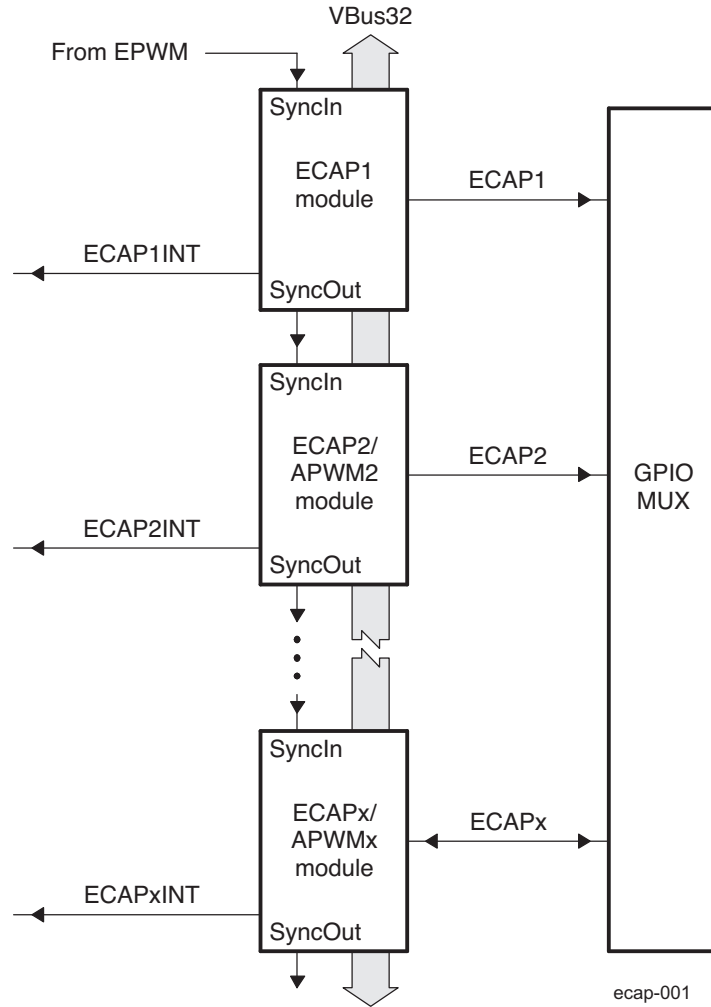 VBus32
From EPWM
SyncIn
ECAP1
module
ECAP1
ECAP1INT
SyncOut
SyncIn
ECAP2/
APWM2
module
ECAP2
GPIO
MUX
ECAP2INT
SyncOut
SyncIn
ECAPx/
APWMx
module
ECAPx
ECAPxINT
SyncOut
ecap-001